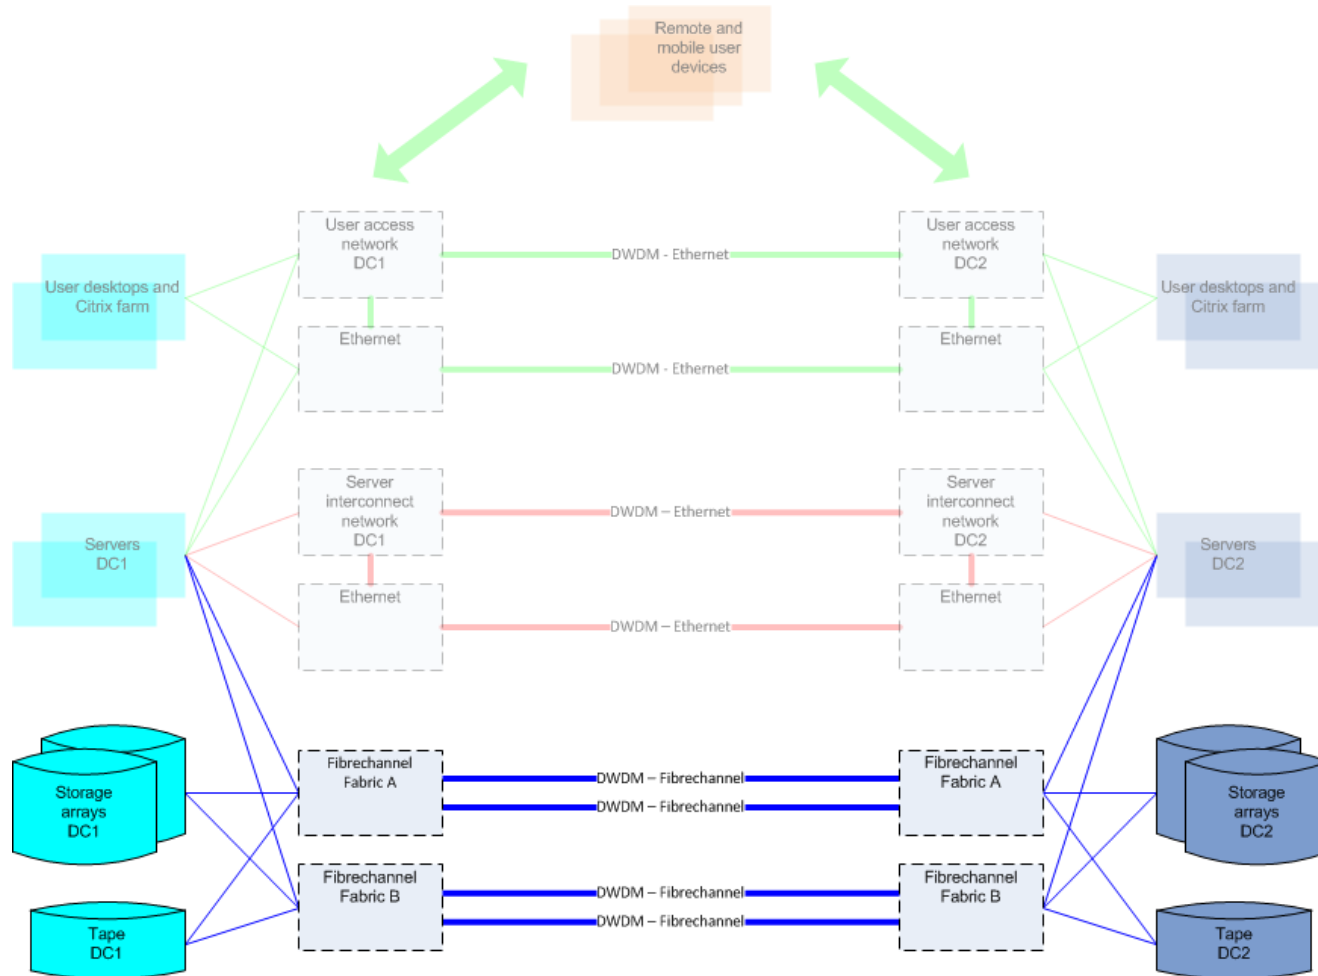 Remote and
mobile user
devices
User access
network
DC1
DWDM - Ethernet
User access
network
DC2
User desktops and
Citrix farm
User desktops and
Citrix farm
Ethernet
DWDM - Ethernet
Ethernet
Server
interconnect
network
DC1
DWDM – Ethernet
Server
interconnect
network
DC2
Servers
DC1
Servers
DC2
Ethernet
DWDM – Ethernet
Ethernet
Fibrechannel
Fabric A
DWDM – Fibrechannel
DWDM – Fibrechannel
Fibrechannel
Fabric A
Storage
arrays
DC1
Storage
arrays
DC2
Fibrechannel
Fabric B
DWDM – Fibrechannel
DWDM – Fibrechannel
Fibrechannel
Fabric B
Tape
DC1
Tape
DC2